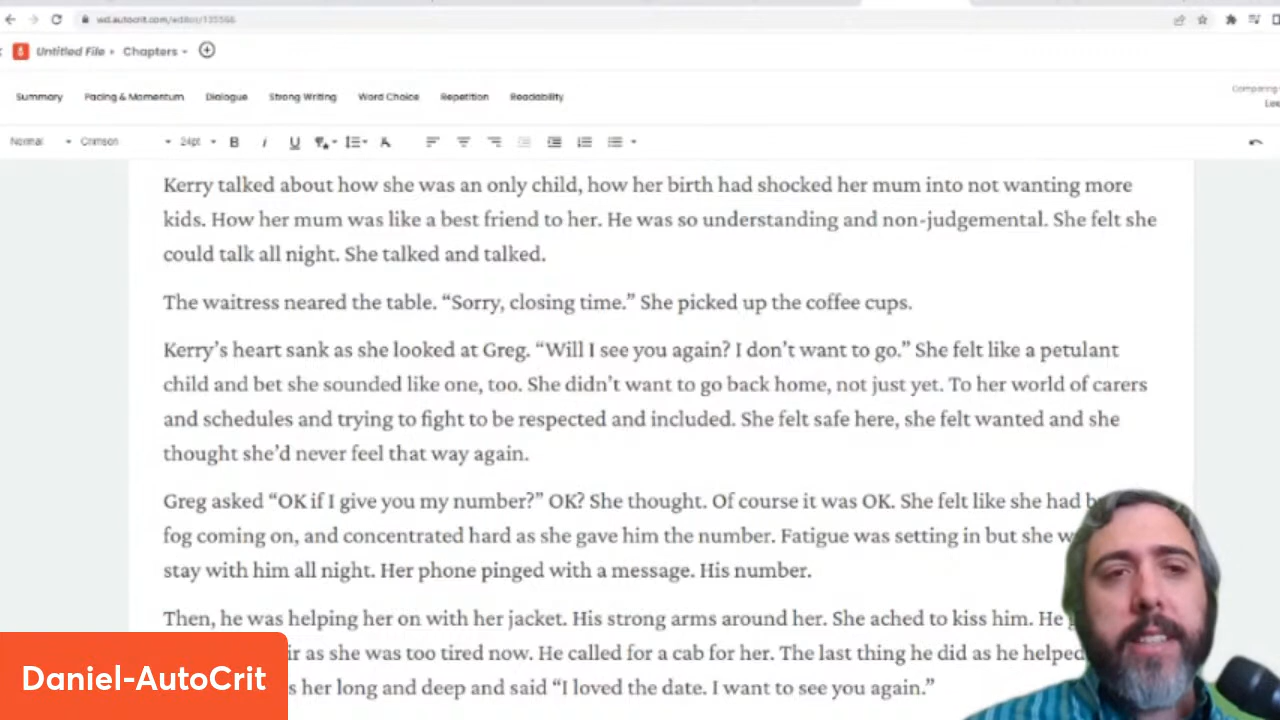 wd.autocrit.com/editor/135566
Untitled File
Chapters
Summary Pacing & Momentum Dialogue Strong Writing Word Choice Repetition Readability
Comparing
Normal Crimson 24pt B i U
Kerry talked about how she was an only child, how her birth had shocked her mum into not wanting more
kids. How her mum was like a best friend to her. He was so understanding and non-judgemental. She felt she
could talk all night. She talked and talked.
The waitress neared the table. “Sorry, closing time.” She picked up the coffee cups.
Kerry’s heart sank as she looked at Greg. “Will I see you again? I don’t want to go.” She felt like a petulant
child and bet she sounded like one, too. She didn’t want to go back home, not just yet. To her world of carers
and schedules and trying to fight to be respected and included. She felt safe here, she felt wanted and she
thought she’d never feel that way again.
Greg asked “OK if I give you my number?” OK? She thought. Of course it was OK. She felt like she had
fog coming on, and concentrated hard as she gave him the number. Fatigue was setting in but she
stay with him all night. Her phone pinged with a message. His number.
Then, he was helping her on with her jacket. His strong arms around her. She ached to kiss him. He
as she was too tired now. He called for a cab for her. The last thing he did as he helped
her long and deep and said “I loved the date. I want to see you again.”
Daniel-AutoCrit